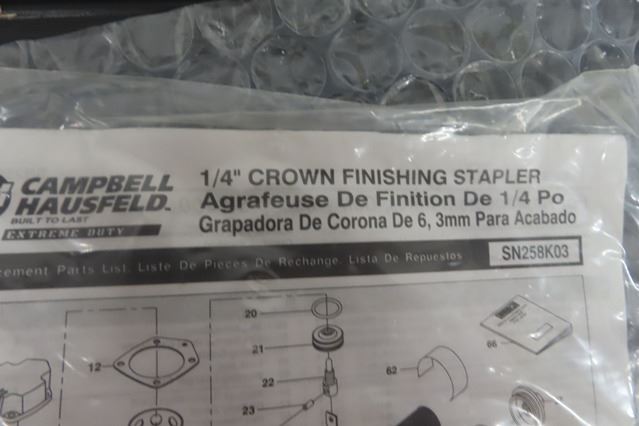 CAMPBELL
HAUSFELD
BUILT TO LAST
EXTREME DUTY
1/4" CROWN FINISHING STAPLER
Agrafeuse De Finition De 1/4 Po
Grapadora De Corona De 6, 3mm Para Acabado
cement Parts List. Liste De Pieces De Rechange. Lista De Repuestos
SN258K03
20
21
12
22
23
62
66